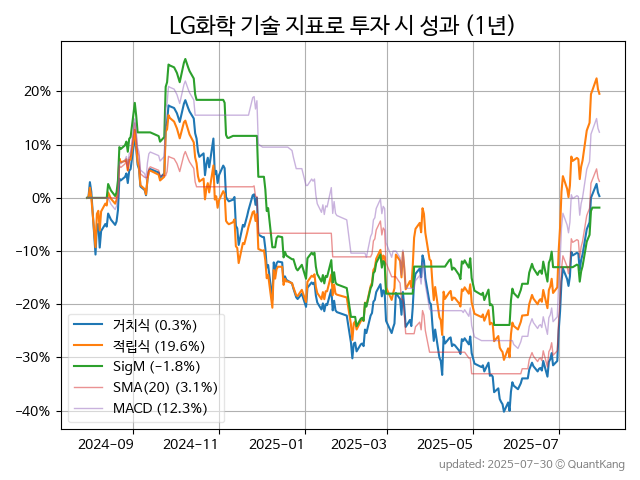 LG화학 기술 지표로 투자 시 성과 (1년)
20%
10%
0%
−10%
−20%
−30%
−40%
거치식 (0.3%)
적립식 (19.6%)
SigM (−1.8%)
SMA(20) (3.1%)
MACD (12.3%)
2024-09
2024-11
2025-01
2025-03
2025-05
2025-07
updated: 2025-07-30 ⓒ QuantKang